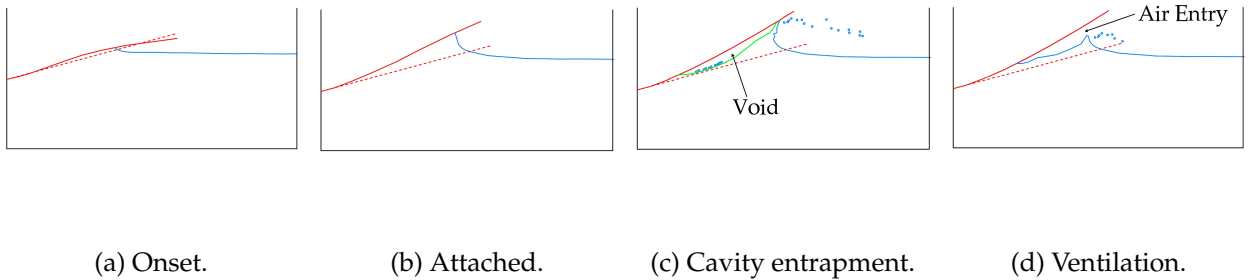 Air Entry
Void
(a) Onset.
(b) Attached.
(c) Cavity entrapment.
(d) Ventilation.